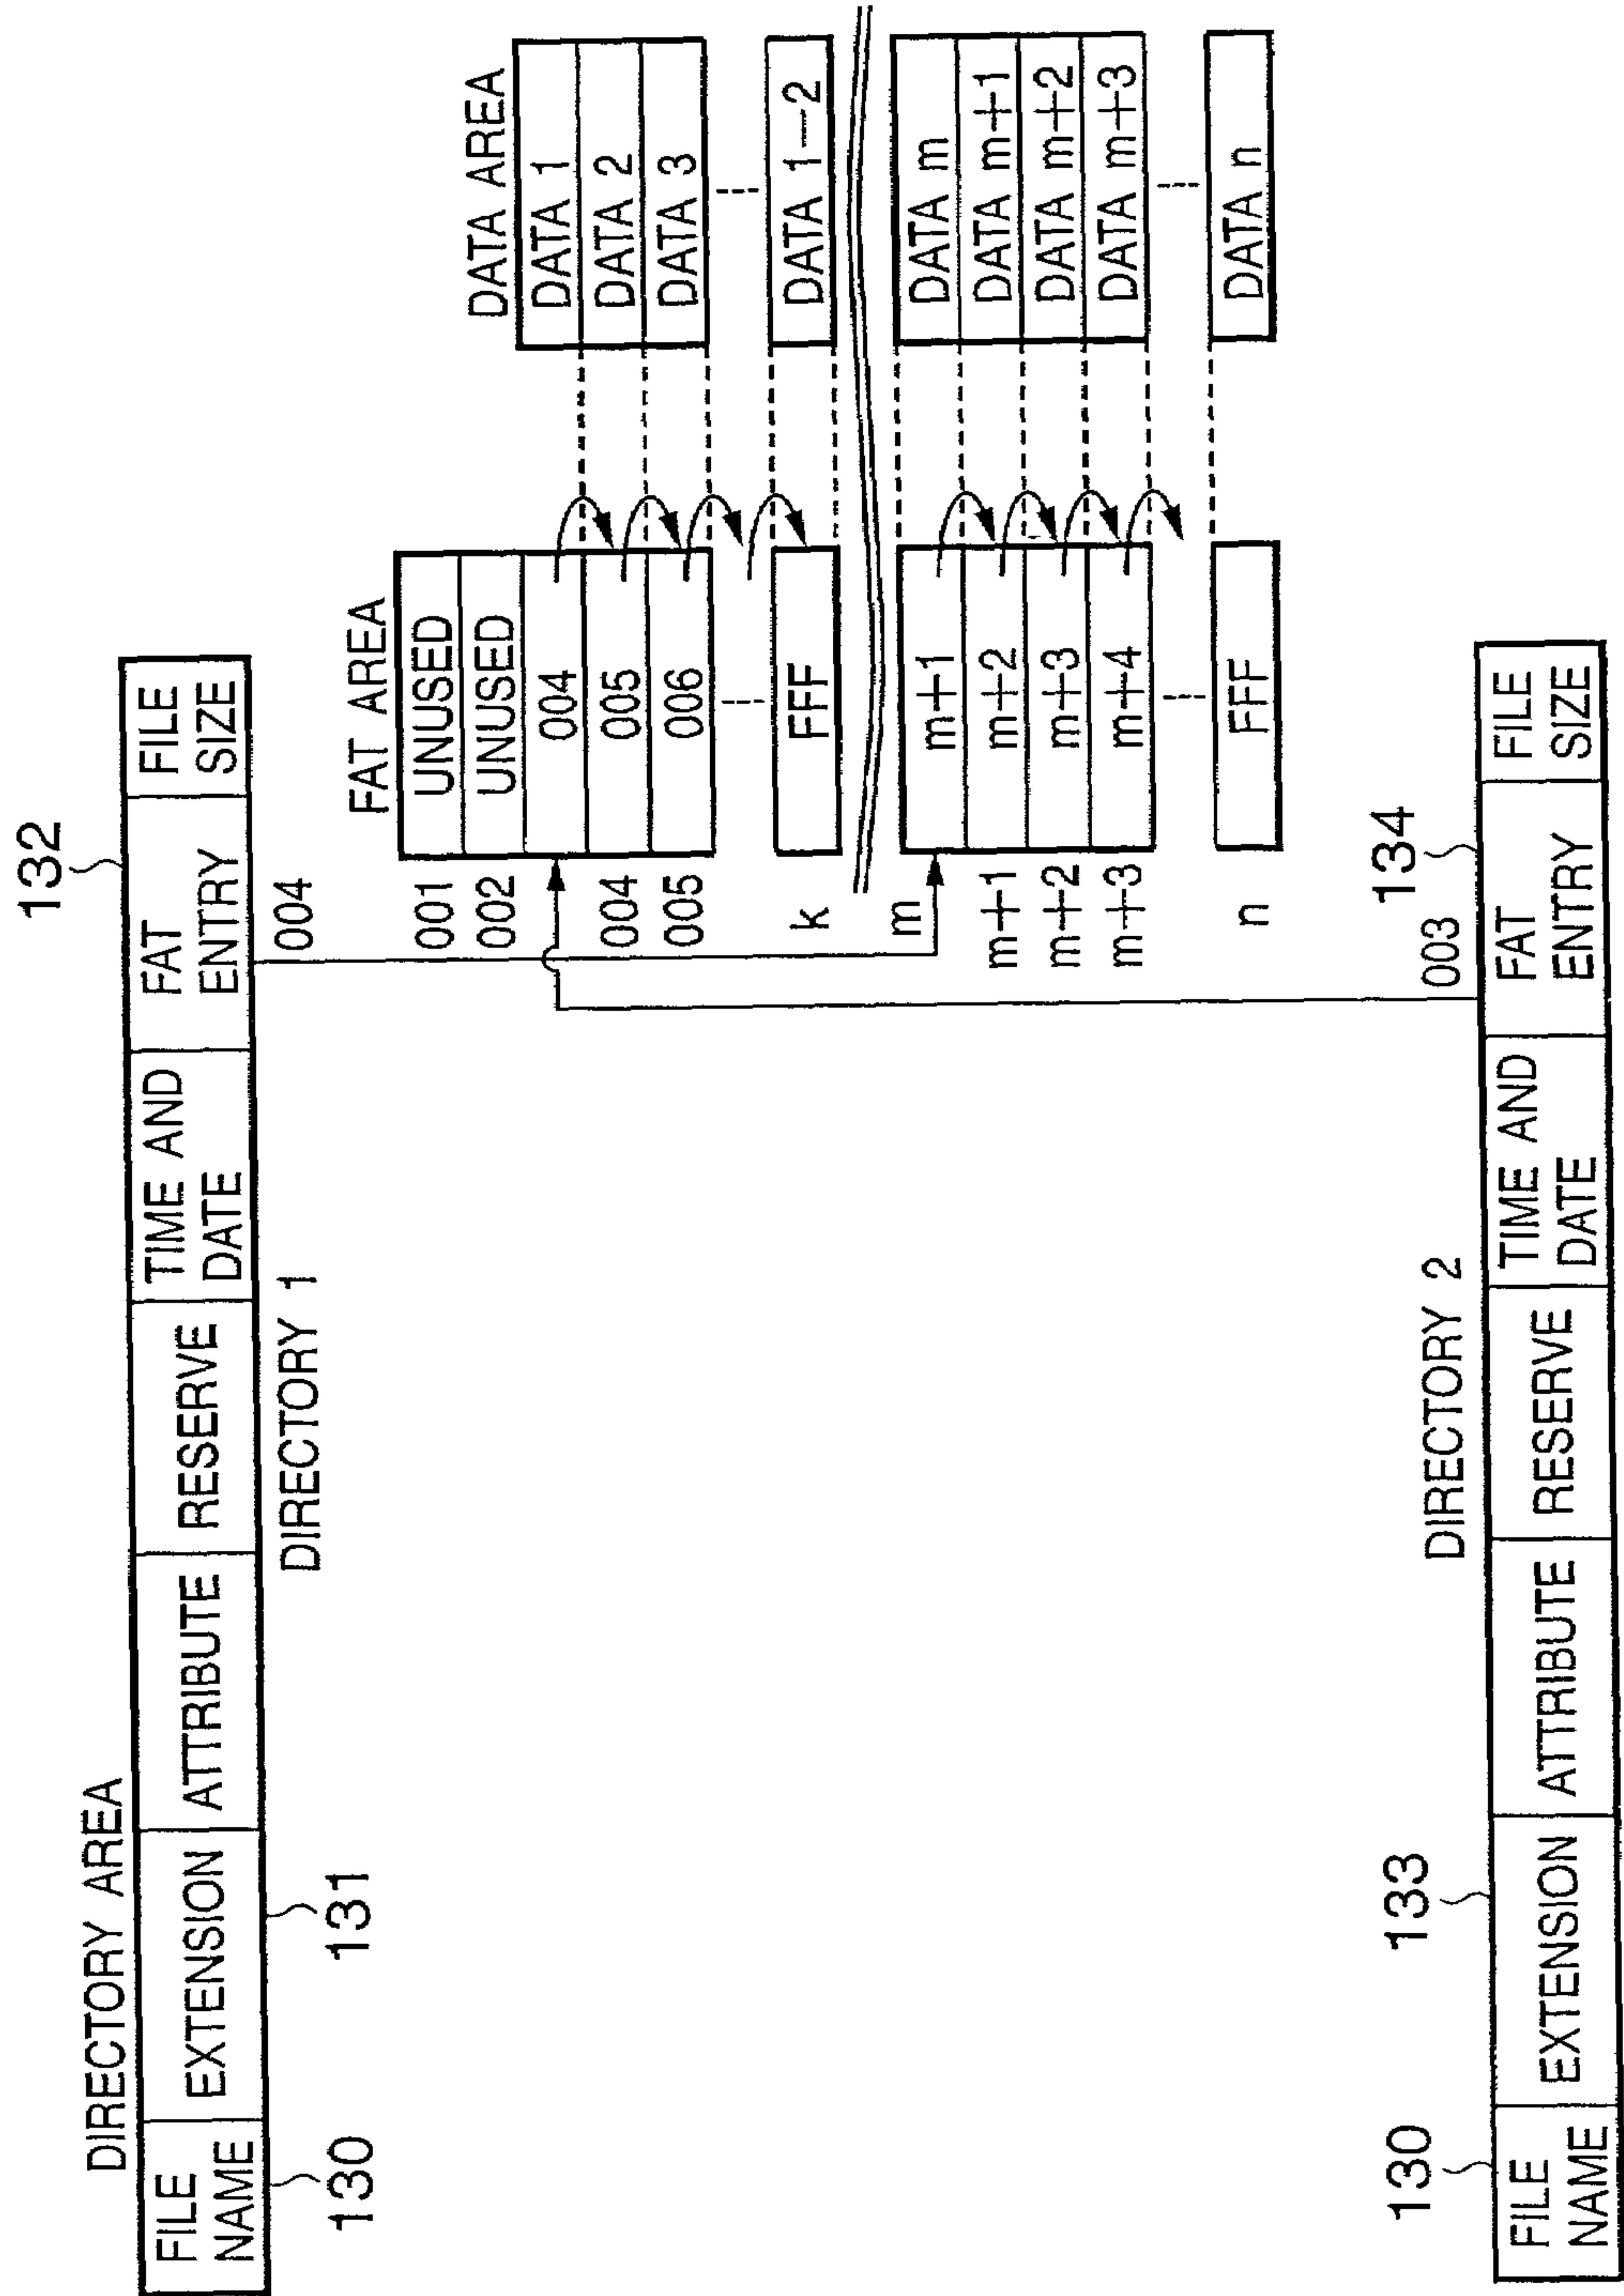 DIRECTORY AREA
132
FILE
NAME
EXTENSION
ATTRIBUTE
RESERVE
TIME AND
DATE
FAT
ENTRY
FILE
SIZE
130
131
DIRECTORY 1
004
FAT AREA
001
UNUSED
002
UNUSED
004
004
005
005
006
k
FFF
m
m+1
m+1
m+2
m+2
m+3
m+3
m+4
n
FFF
DATA AREA
DATA 1
DATA 2
DATA 3
DATA 1-2
DATA m
DATA m+1
DATA m+2
DATA m+3
DATA n
130
133
DIRECTORY 2
003
134
FILE
NAME
EXTENSION
ATTRIBUTE
RESERVE
TIME AND
DATE
FAT
ENTRY
FILE
SIZE